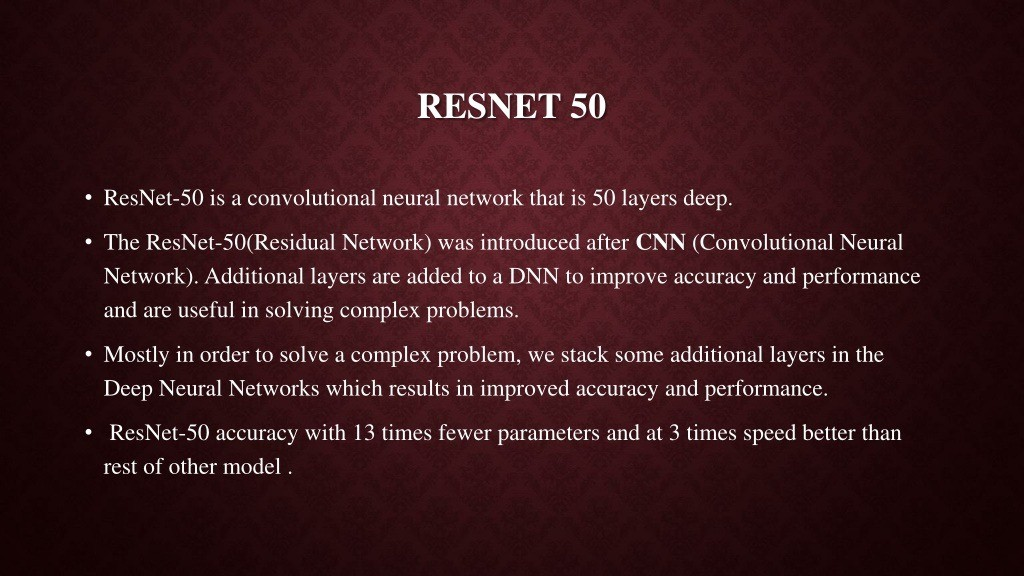 RESNET 50
• ResNet-50 is a convolutional neural network that is 50 layers deep.
• The ResNet-50(Residual Network) was introduced after CNN (Convolutional Neural
Network). Additional layers are added to a DNN to improve accuracy and performance
and are useful in solving complex problems.
• Mostly in order to solve a complex problem, we stack some additional layers in the
Deep Neural Networks which results in improved accuracy and performance.
• ResNet-50 accuracy with 13 times fewer parameters and at 3 times speed better than
rest of other model .